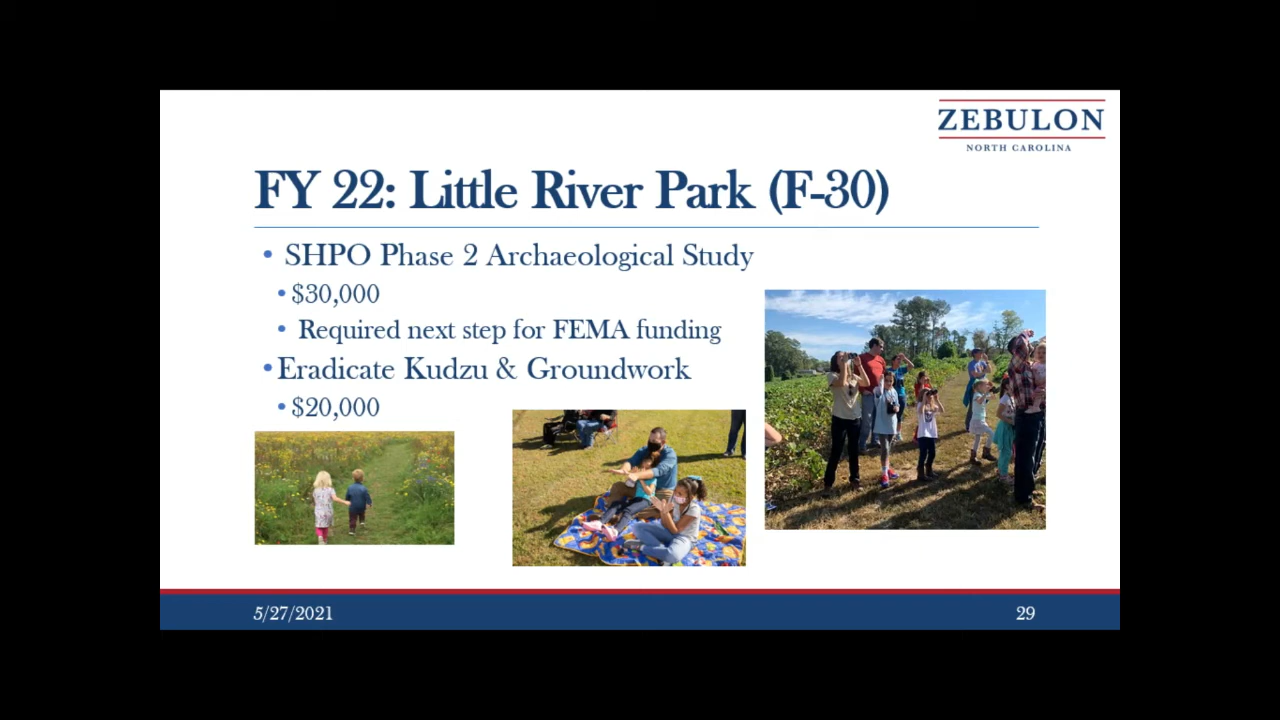 ZEBULON
NORTH CAROLINA
FY 22: Little River Park (F-30)
• SHPO Phase 2 Archaeological Study
• $30,000
• Required next step for FEMA funding
• Eradicate Kudzu & Groundwork
• $20,000
5/27/2021
29